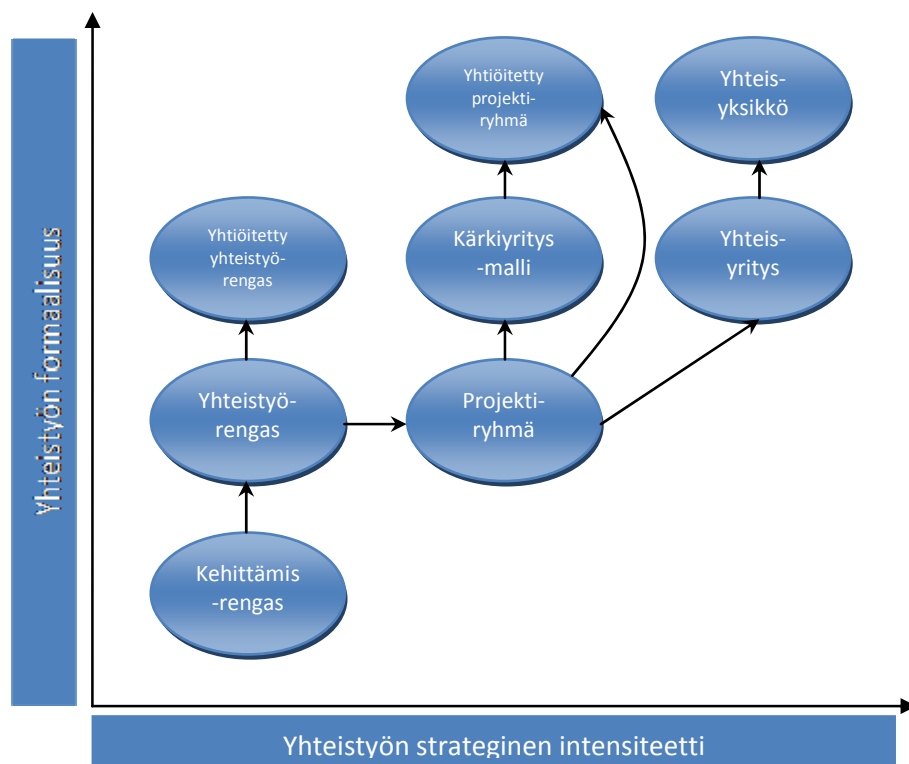 Yhtiöitetty
projekti-
ryhmä
Yhteis-
yksikkö
Yhtiöitetty
yhteistyö-
rengas
Kärkiyritys
-malli
Yhteis-
yritys
Yhteistyö-
rengas
Projekti-
ryhmä
Kehittämis
-rengas
Yhteistyön formaalisuus
Yhteistyön strateginen intensiteetti